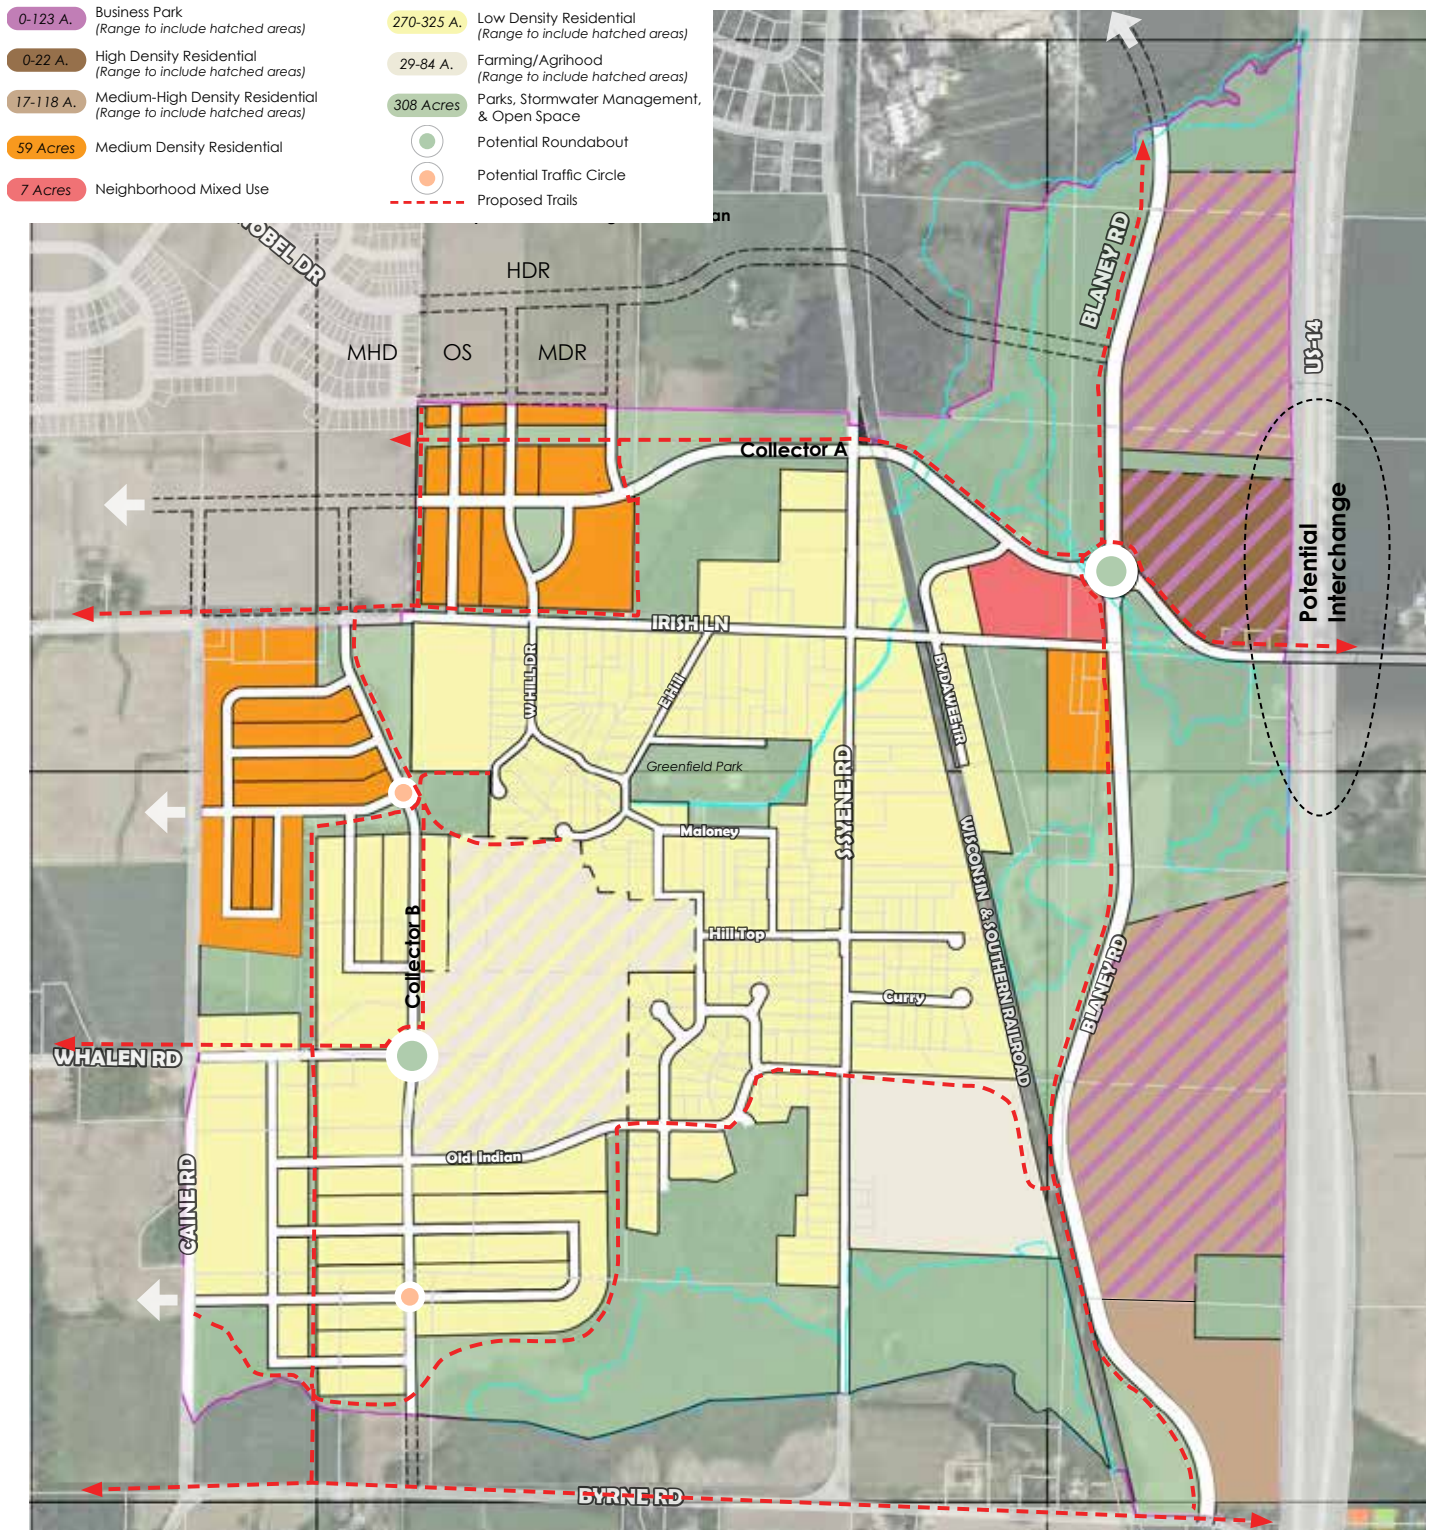 0-123 A.
Business Park
(Range to include hatched areas)
0-22 A.
High Density Residential
(Range to include hatched areas)
17-118 A.
Medium-High Density Residential
(Range to include hatched areas)
59 Acres
Medium Density Residential
7 Acres
Neighborhood Mixed Use
270-325 A.
Low Density Residential
(Range to include hatched areas)
29-84 A.
Farming/Agrihood
(Range to include hatched areas)
308 Acres
Parks, Stormwater Management,
& Open Space
Potential Roundabout
Potential Traffic Circle
Proposed Trails
an
NOBEL DR
HDR
MHD
OS
MDR
BLANEY RD
US-14
Collector A
Potential
Interchange
IRISH LN
W HILL DR
E Hill
BYDAWEE TR
Greenfield Park
S SYENE RD
Maloney
WISCONSIN & SOUTHERN RAILROAD
Collector B
Hill Top
BLANEY RD
Curry
WHALEN RD
Old Indian
CAINE RD
BYRNE RD